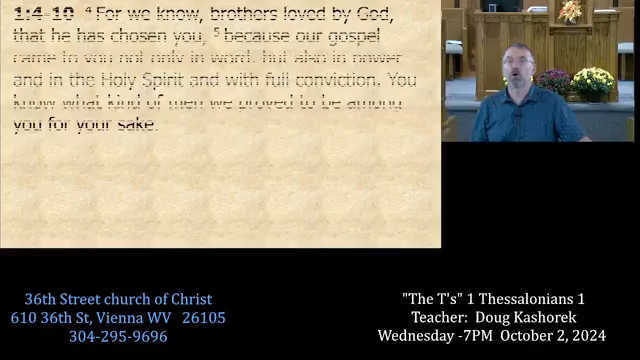 1:4-10 ⁴ For we know, brothers loved by God,
that he has chosen you, ⁵ because our gospel
came to you not only in word, but also in power
and in the Holy Spirit and with full conviction. You
know what kind of men we proved to be among
you for your sake.
36th Street church of Christ
610 36th St, Vienna WV 26105
304-295-9696
"The T's" 1 Thessalonians 1
Teacher: Doug Kashorek
Wednesday -7PM October 2, 2024